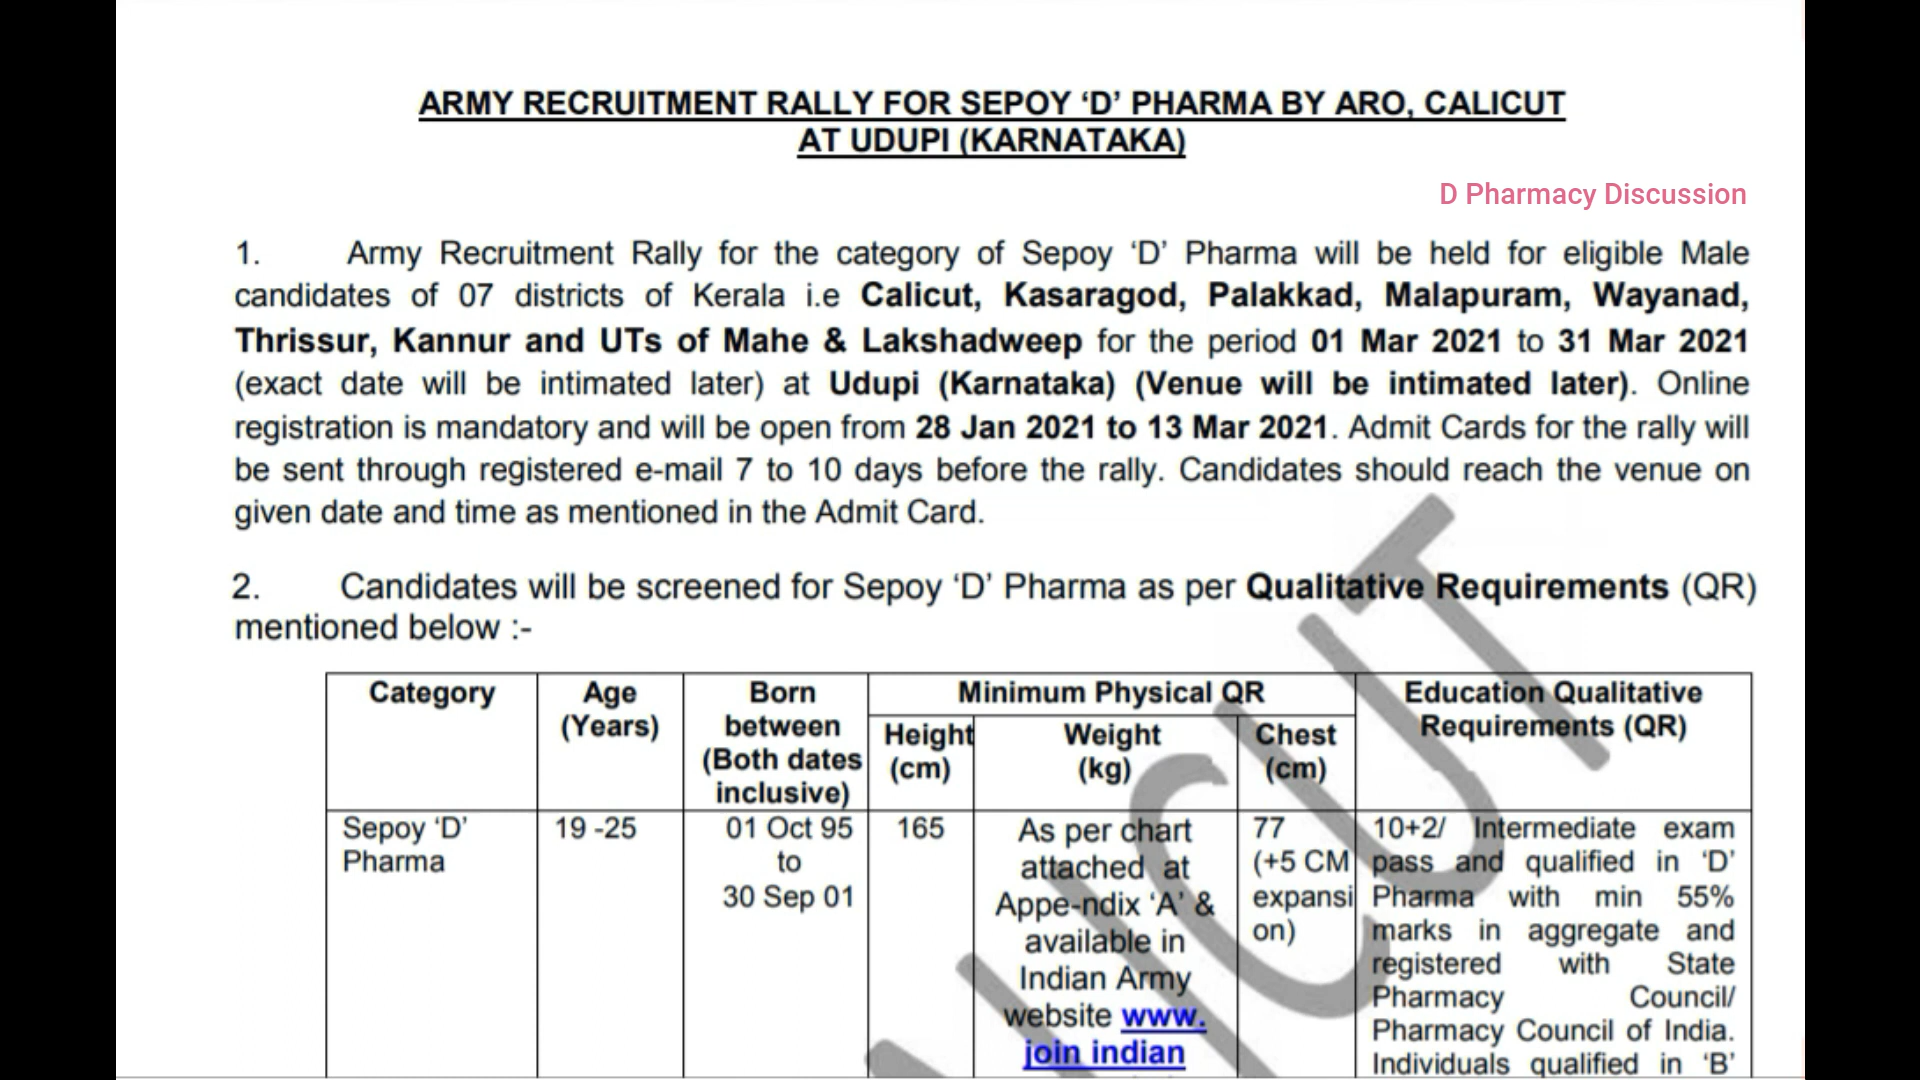 ARMY RECRUITMENT RALLY FOR SEPOY ‘D’ PHARMA BY ARO, CALICUT
AT UDUPI (KARNATAKA)
D Pharmacy Discussion
1. Army Recruitment Rally for the category of Sepoy ‘D’ Pharma will be held for eligible Male
candidates of 07 districts of Kerala i.e Calicut, Kasaragod, Palakkad, Malapuram, Wayanad,
Thrissur, Kannur and UTs of Mahe & Lakshadweep for the period 01 Mar 2021 to 31 Mar 2021
(exact date will be intimated later) at Udupi (Karnataka) (Venue will be intimated later). Online
registration is mandatory and will be open from 28 Jan 2021 to 13 Mar 2021. Admit Cards for the rally will
be sent through registered e-mail 7 to 10 days before the rally. Candidates should reach the venue on
given date and time as mentioned in the Admit Card.
2. Candidates will be screened for Sepoy ‘D’ Pharma as per Qualitative Requirements (QR)
mentioned below :-
Category
Age
(Years)
Born
between
(Both dates
inclusive)
Minimum Physical QR
Height
(cm)
Weight
(kg)
Chest
(cm)
Education Qualitative
Requirements (QR)
Sepoy ‘D’
Pharma
19 -25
01 Oct 95
to
30 Sep 01
165
As per chart
attached at
Appe-ndix ‘A’ &
available in
Indian Army
website www.
join indian
77
(+5 CM
expansi
on)
10+2/ Intermediate exam
pass and qualified in ‘D’
Pharma with min 55%
marks in aggregate and
registered with State
Pharmacy Council/
Pharmacy Council of India.
Individuals qualified in ‘B’